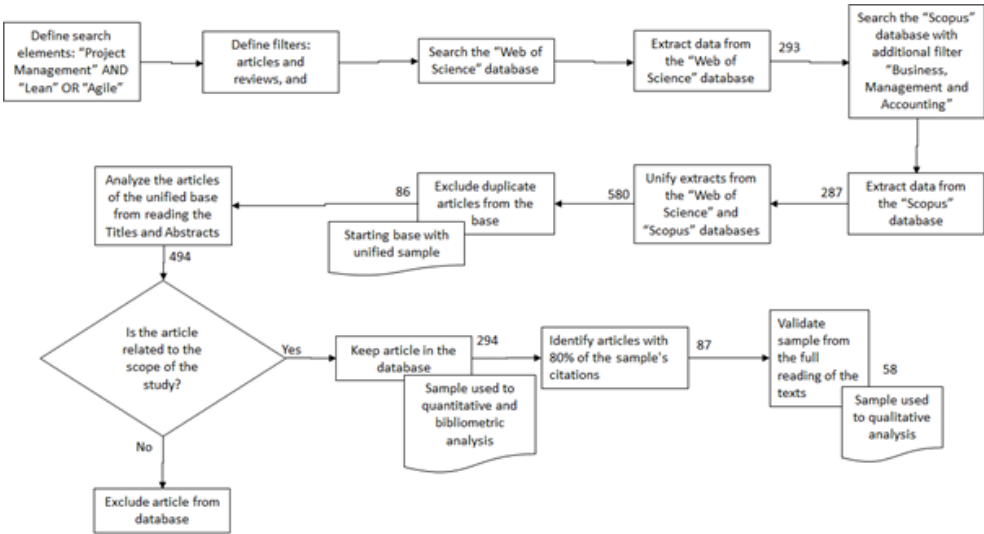 Define search
elements: "Project
Management" AND
"Lean" OR "Agile"
Define filters:
articles and
reviews, and
Search the "Web of
Science" database
Extract data from
the "Web of
Science" database
293
Search the "Scopus"
database with
additional filter
"Business,
Management and
Accounting"
Extract data from
the "Scopus"
database
287
Unify extracts from
the "Web of
Science" and
"Scopus" databases
580
Exclude duplicate
articles from the
base
Starting base with
unified sample
86
Analyze the articles
of the unified base
from reading the
Titles and Abstracts
494
Is the article
related to the
scope of the
study?
Yes
No
Exclude article from
database
Keep article in the
database
294
Sample used to
quantitative and
bibliometric
analysis
Identify articles with
80% of the sample's
citations
87
Validate
sample from
the full
reading of the
texts
58
Sample used
to qualitative
analysis